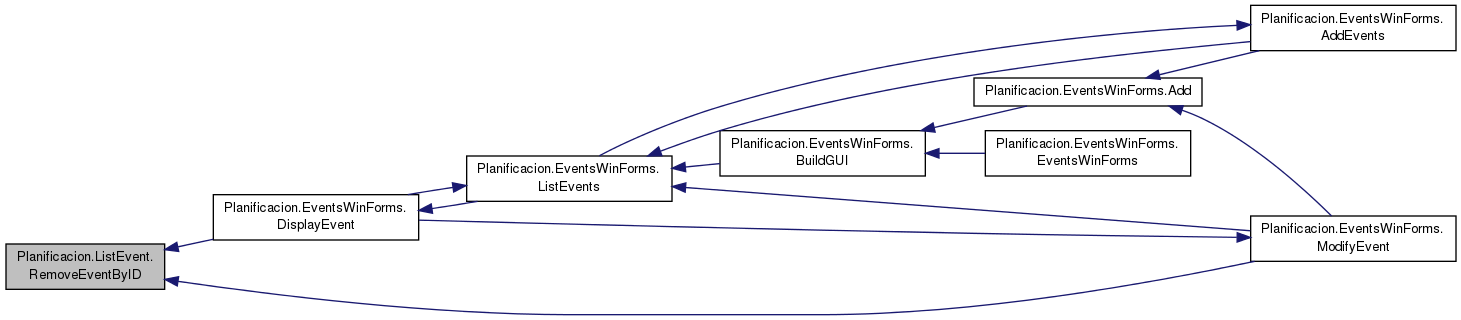 Planificacion.EventsWinForms.
AddEvents
Planificacion.EventsWinForms.Add
Planificacion.EventsWinForms.
BuildGUI
Planificacion.EventsWinForms.
EventsWinForms
Planificacion.EventsWinForms.
ListEvents
Planificacion.EventsWinForms.
DisplayEvent
Planificacion.EventsWinForms.
ModifyEvent
Planificacion.ListEvent.
RemoveEventByID